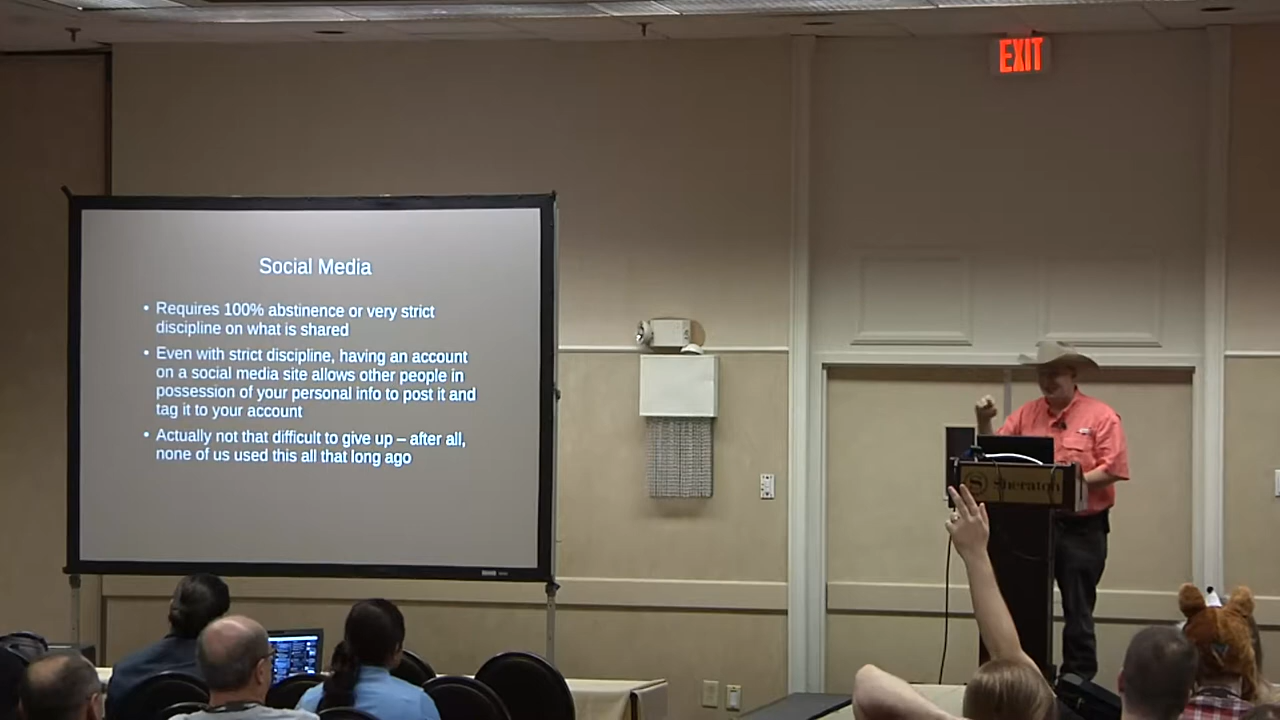 EXIT
Social Media
• Requires 100% abstinence or very strict
discipline on what is shared
• Even with strict discipline, having an account
on a social media site allows other people in
possession of your personal info to post it and
tag it to your account
• Actually not that difficult to give up – after all,
none of us used this all that long ago
S Sheraton